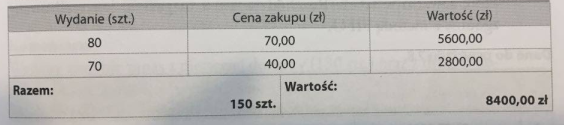 Wydanie (szt.) Cena zakupu (zł) Wartość (zł)
80 70,00 5600,00
70 40,00 2800,00
Razem: Wartość:
150 szt. 8400,00 zł